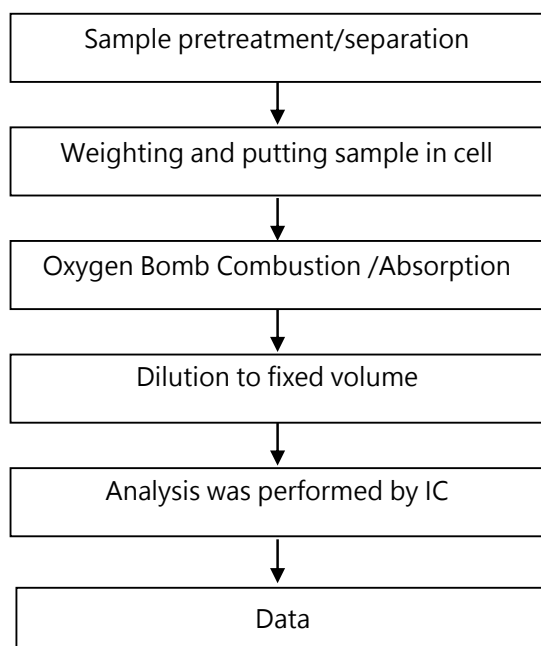 Sample pretreatment/separation
Weighting and putting sample in cell
Oxygen Bomb Combustion /Absorption
Dilution to fixed volume
Analysis was performed by IC
Data